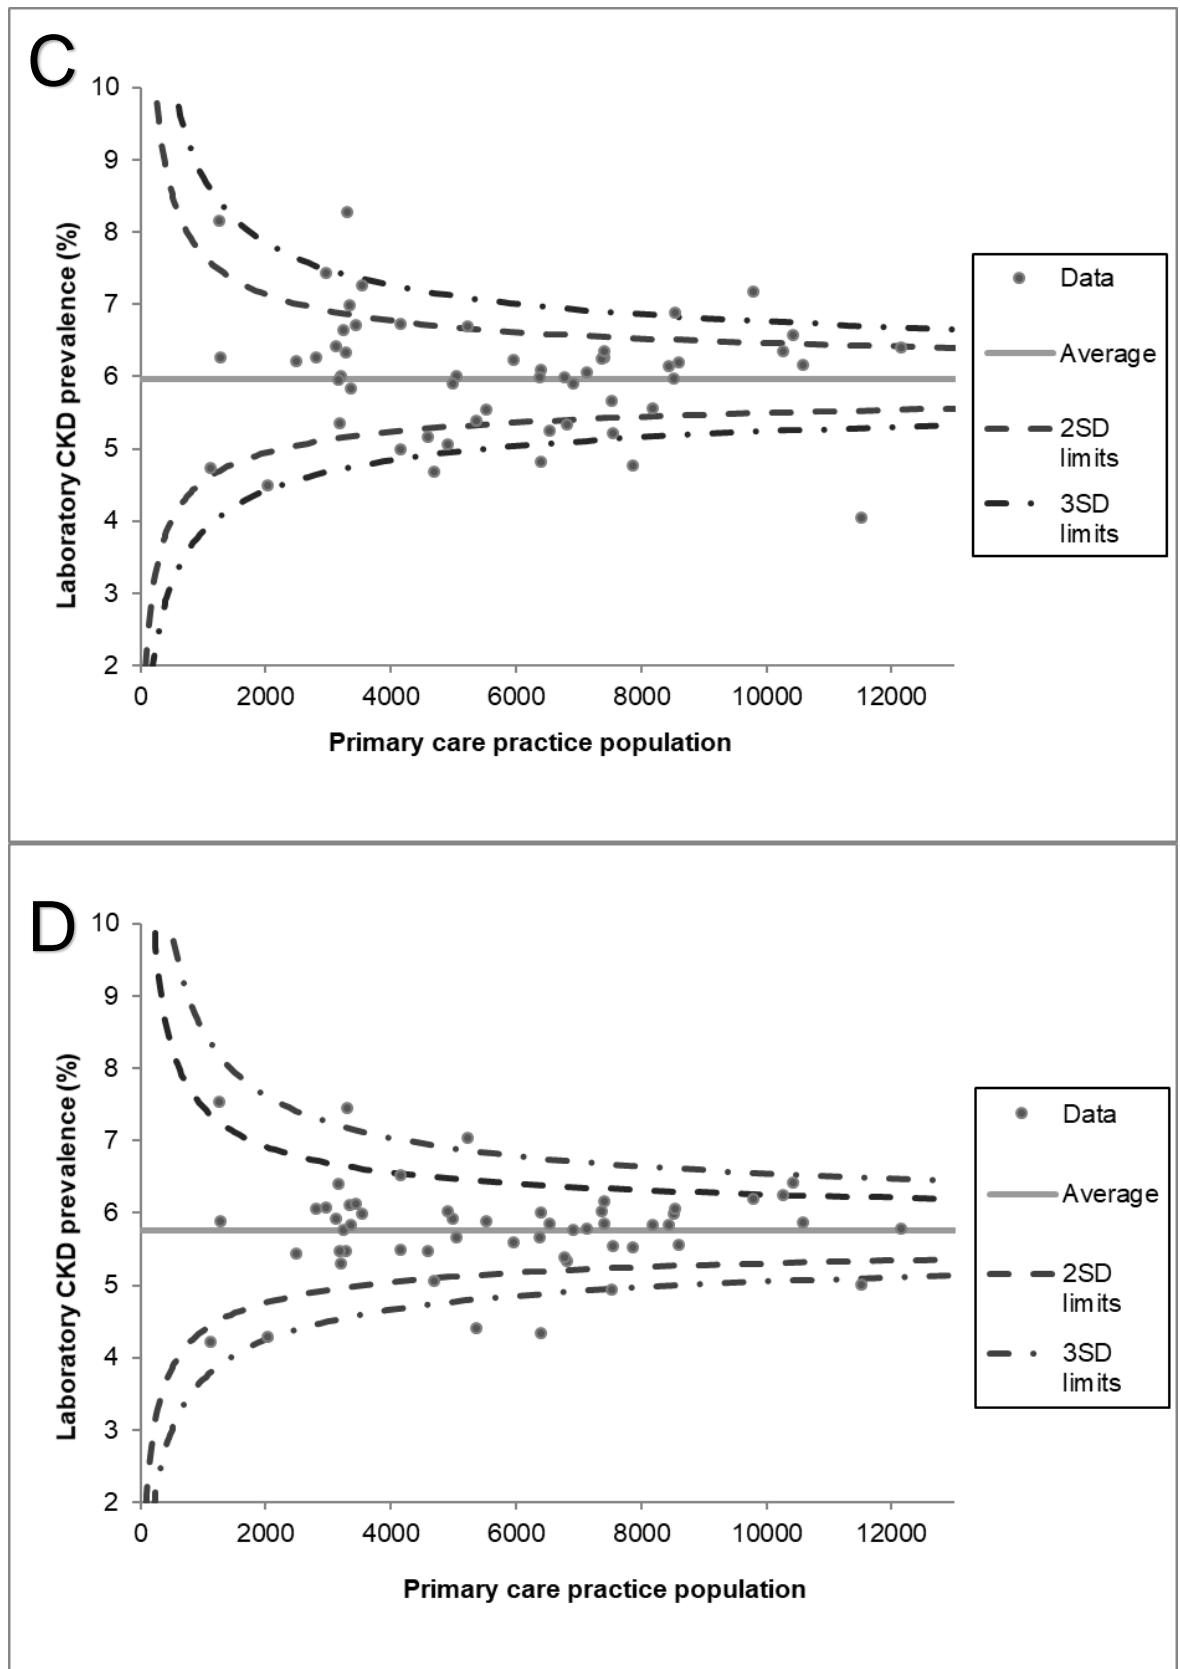 C
10
9
8
7
6
5
4
3
2
Laboratory CKD prevalence (%)
0 2000 4000 6000 8000 10000 12000
Primary care practice population
Data
Average
2SD
limits
3SD
limits
D
10
9
8
7
6
5
4
3
2
Laboratory CKD prevalence (%)
0 2000 4000 6000 8000 10000 12000
Primary care practice population
Data
Average
2SD
limits
3SD
limits